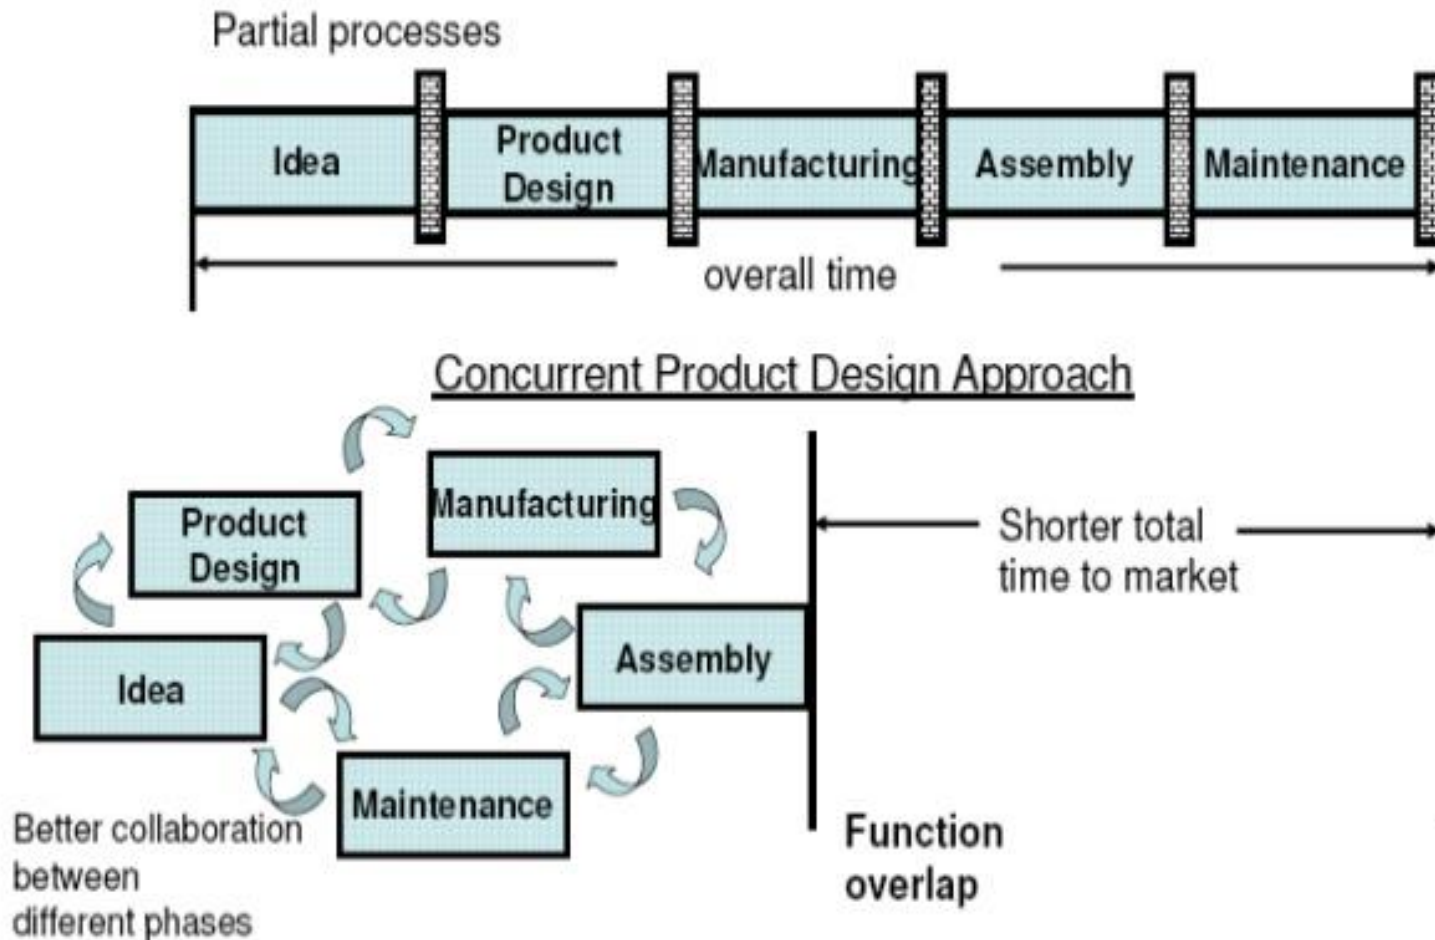 Partial processes
Idea
Product
Design
Manufacturing
Assembly
Maintenance
overall time
Concurrent Product Design Approach
Manufacturing
Product
Design
Shorter total
time to market
Assembly
Idea
Maintenance
Better collaboration
between
different phases
Function
overlap